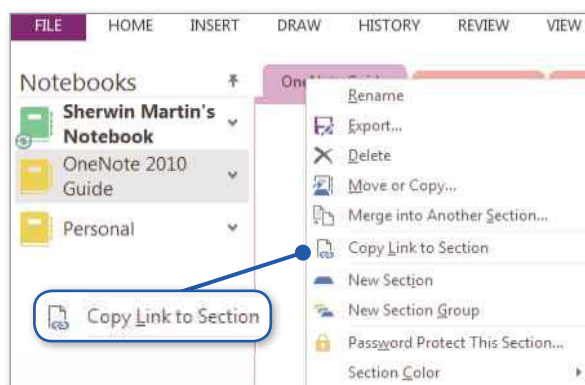 FILE HOME INSERT DRAW HISTORY REVIEW VIEW
Notebooks
Sherwin Martin's
Notebook
OneNote 2010
Guide
Personal
Rename
Export...
Delete
Move or Copy...
Merge into Another Section...
Copy Link to Section
New Section
New Section Group
Password Protect This Section...
Section Color
Copy Link to Section